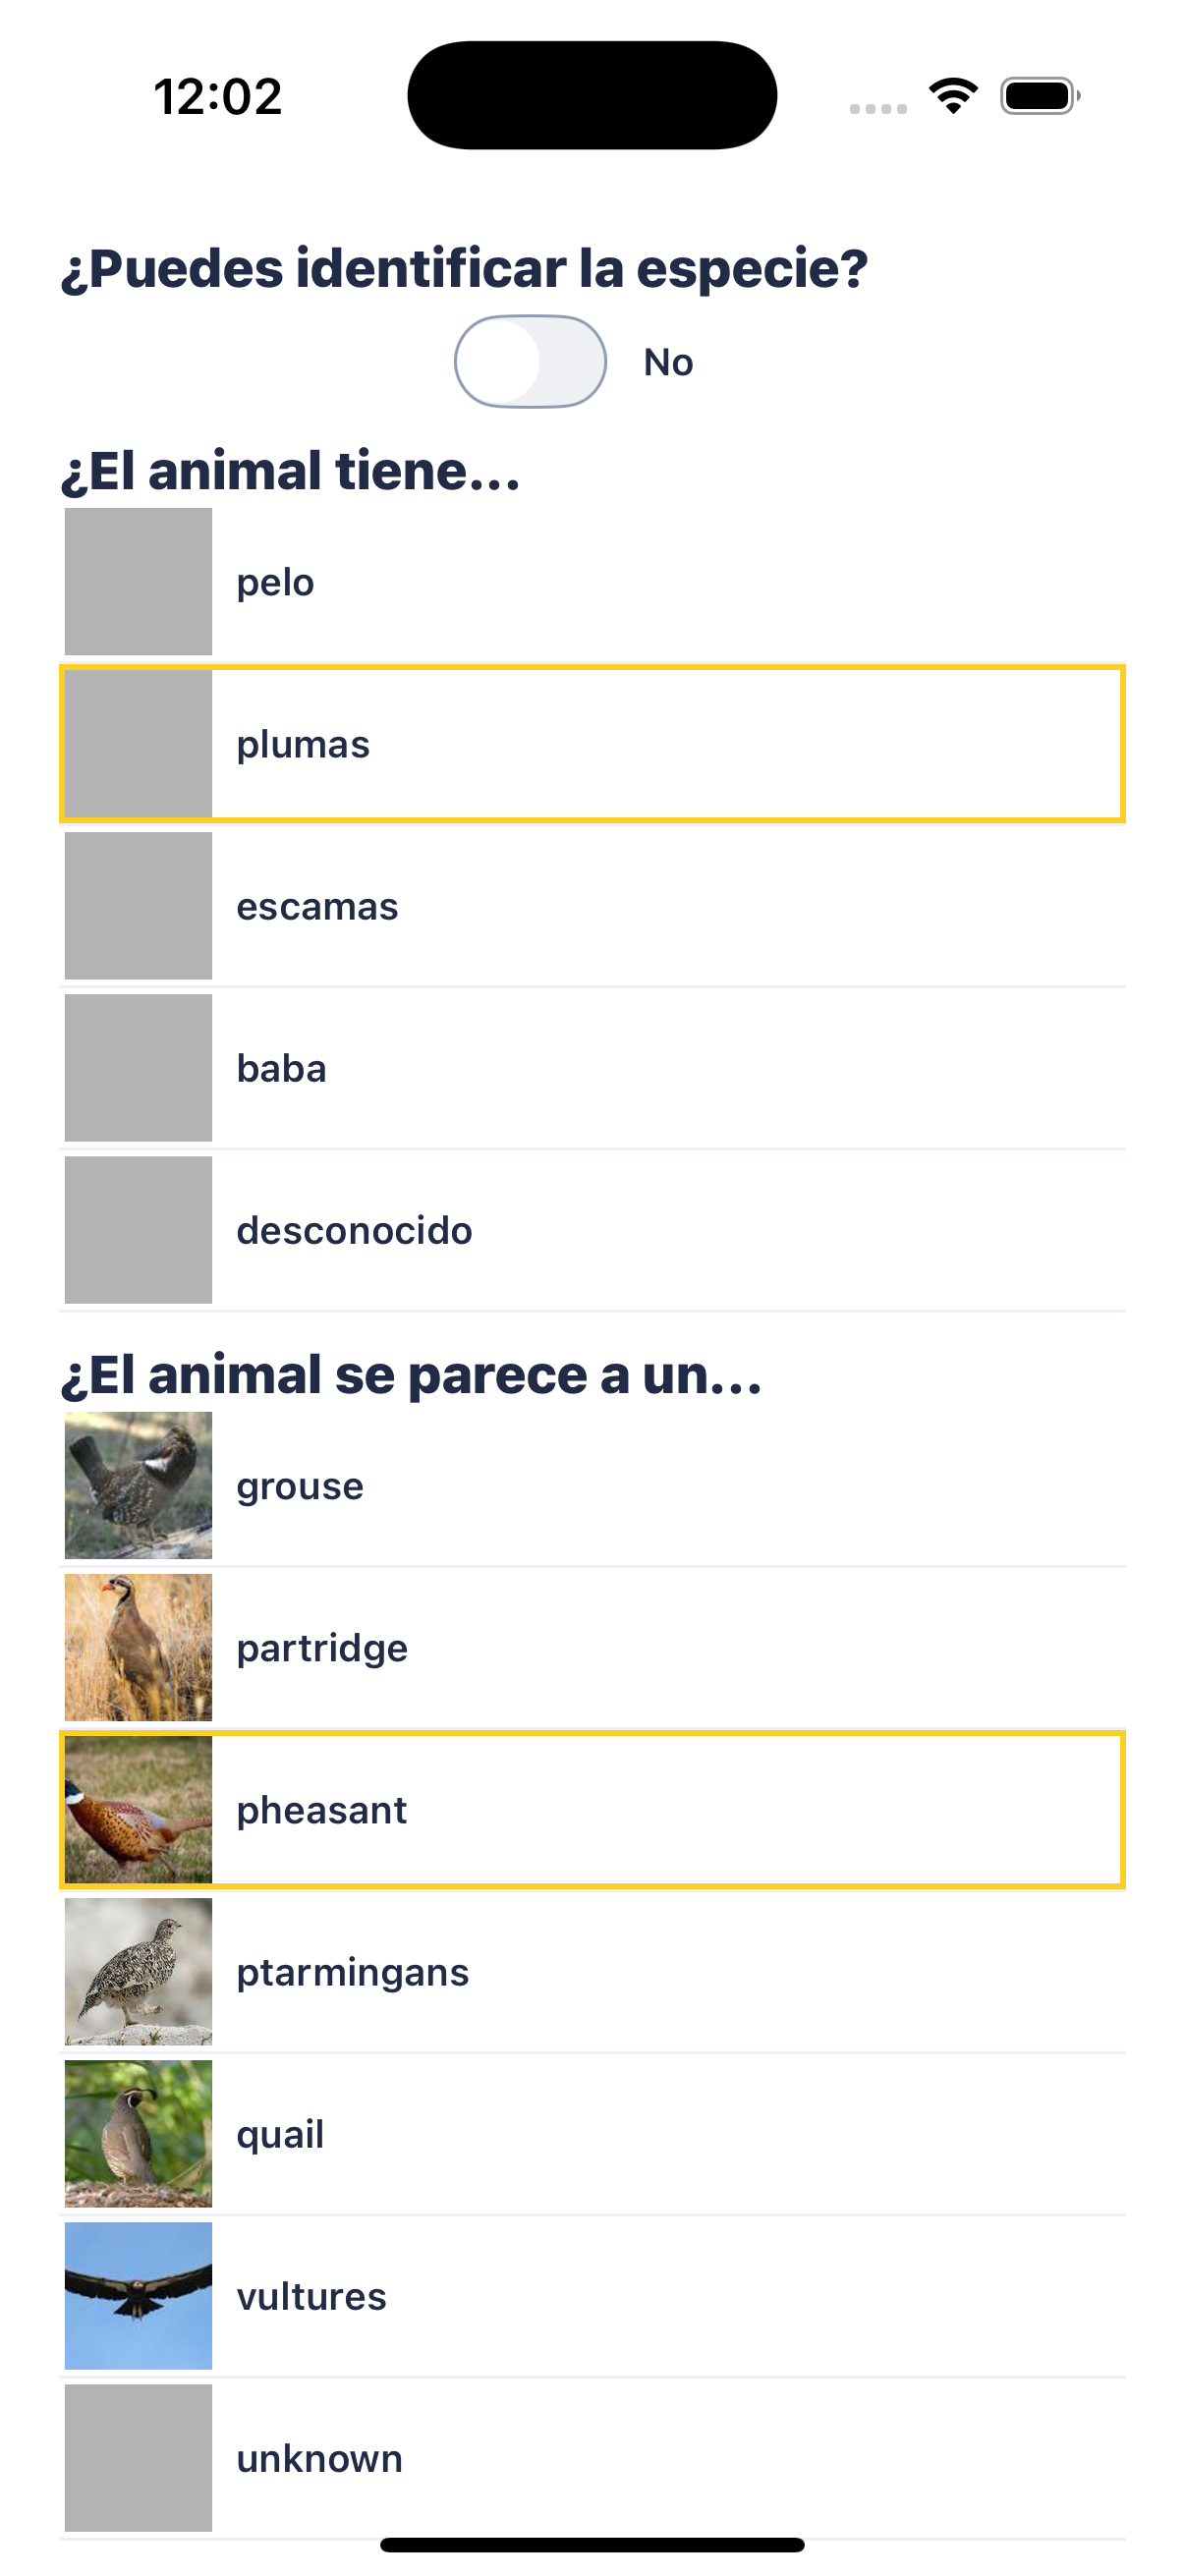 12:02
¿Puedes identificar la especie?
No
¿El animal tiene...
pelo
plumas
escamas
baba
desconocido
¿El animal se parece a un...
grouse
partridge
pheasant
ptarmingans
quail
vultures
unknown